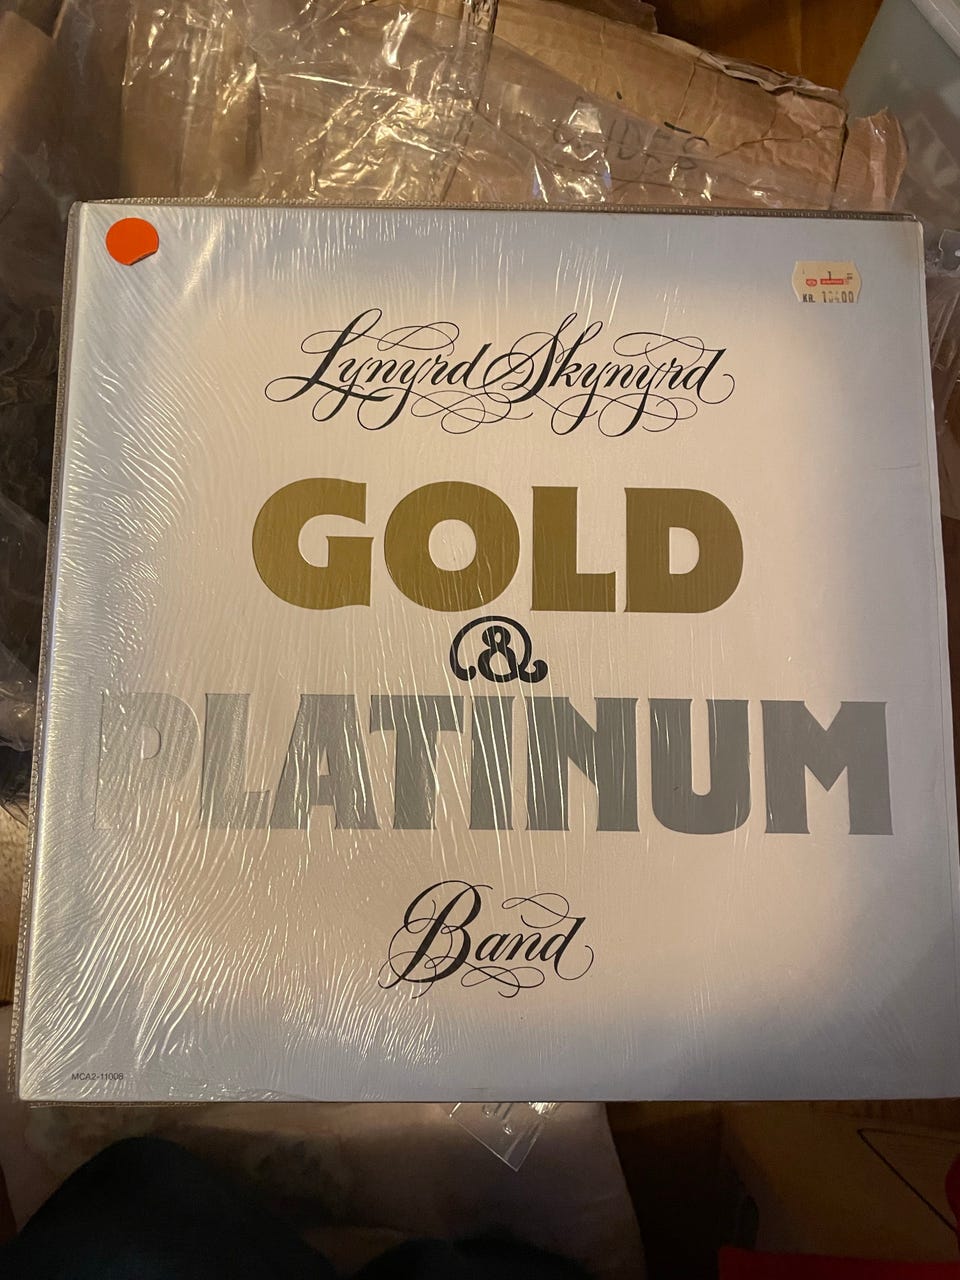 Lynyrd Skynyrd
GOLD
&
PLATINUM
Band
MCA2-11008
KR.